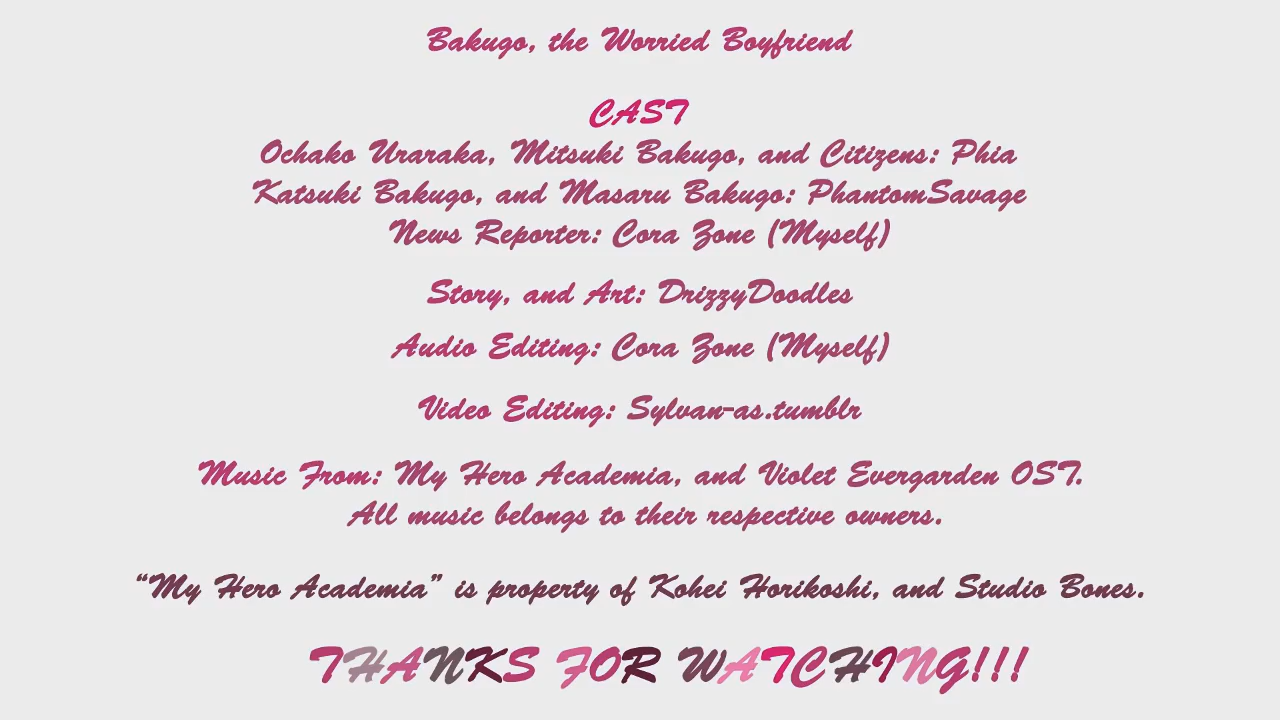 Bakugo, the Worried Boyfriend
CAST
Ochako Uraraka, Mitsuki Bakugo, and Citizens: Phia
Katsuki Bakugo, and Masaru Bakugo: PhantomSavage
News Reporter: Cora Zone (Myself)
Story, and Art: DrizzyDoodles
Audio Editing: Cora Zone (Myself)
Video Editing: Sylvan-as.tumblr
Music From: My Hero Academia, and Violet Evergarden OST.
All music belongs to their respective owners.
“My Hero Academia” is property of Kohei Horikoshi, and Studio Bones.
THANKS FOR WATCHING!!!